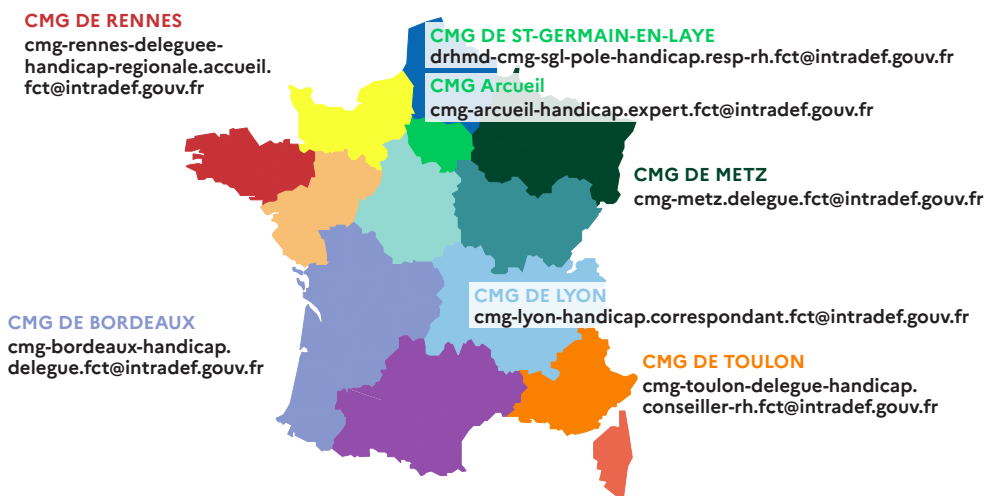 CMG DE RENNES
cmg-rennes-deleguee-
handicap-regionale.accueil.
fct@intradef.gouv.fr
CMG DE ST-GERMAIN-EN-LAYE
drhmd-cmg-sgl-pole-handicap.resp-rh.fct@intradef.gouv.fr
CMG Arcueil
cmg-arcueil-handicap.expert.fct@intradef.gouv.fr
CMG DE METZ
cmg-metz.delegue.fct@intradef.gouv.fr
CMG DE LYON
cmg-lyon-handicap.correspondant.fct@intradef.gouv.fr
CMG DE BORDEAUX
cmg-bordeaux-handicap.
delegue.fct@intradef.gouv.fr
CMG DE TOULON
cmg-toulon-delegue-handicap.
conseiller-rh.fct@intradef.gouv.fr